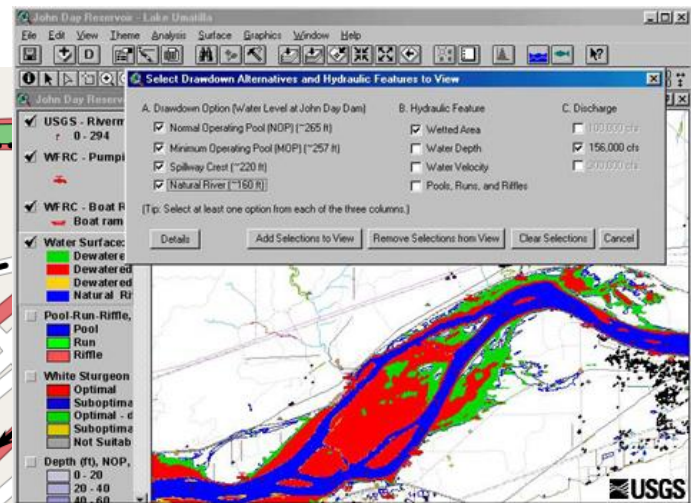 John Day Reservoir - Lake Umatilla
File Edit View Theme Analysis Surface Graphics Window Help
D
Select Drawdown Alternatives and Hydraulic Features to View
A. Drawdown Option (Water Level at John Day Dam)
B. Hydraulic Feature
C. Discharge
Normal Operating Pool (NOP) (~265 ft)
Wetted Area
100,000 cfs
Minimum Operating Pool (MOP) (~257 ft)
Water Depth
156,000 cfs
Spillway Crest (~220 ft)
Water Velocity
300,000 cfs
Natural River (~160 ft)
Pools, Runs, and Riffles
(Tip: Select at least one option from each of the three columns.)
Details
Add Selections to View
Remove Selections from View
Clear Selections
Cancel
John Day Reserv
USGS - Riverm
0 - 294
WFRC - Pumpi
WFRC - Boat R
Boat ram
Water Surface:
Dewatere
Dewatered
Dewatered
Natural Ri
Pool-Run-Riffle,
Pool
Run
Riffle
White Sturgeon
Optimal
Suboptima
Optimal - d
Suboptima
Not Suitab
Depth (ft), NOP,
0 - 20
20 - 40
40 - 60
USGS